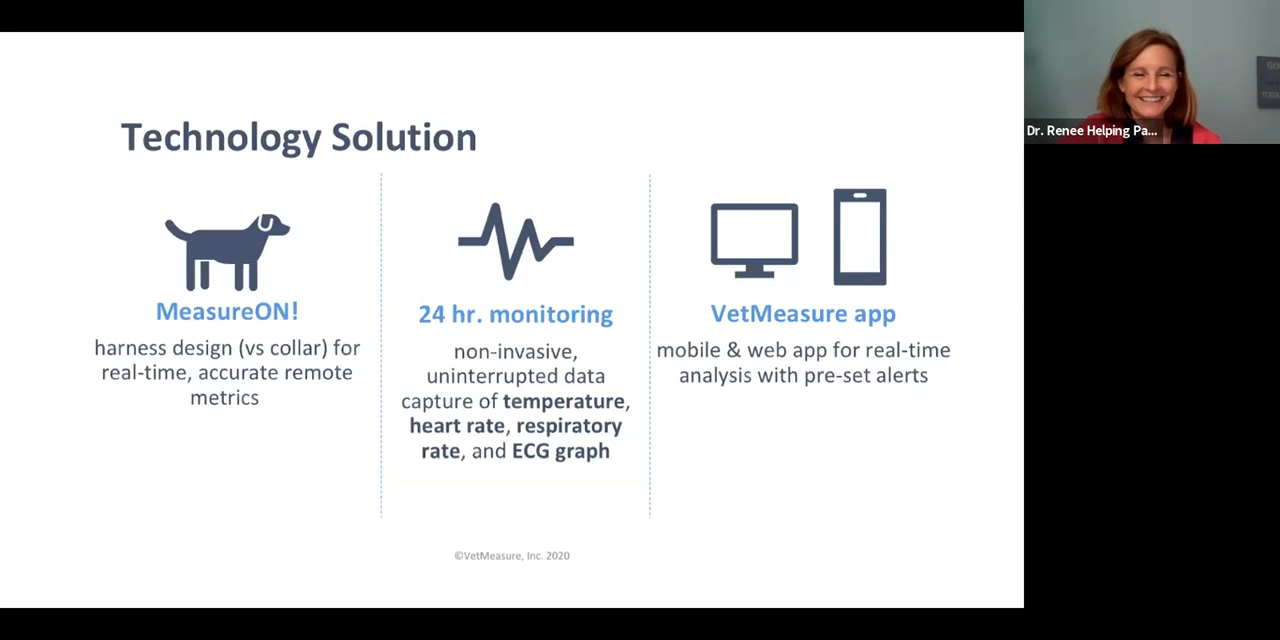 Technology Solution
MeasureON!
harness design (vs collar) for
real-time, accurate remote
metrics
24 hr. monitoring
non-invasive,
uninterrupted data
capture of temperature,
heart rate, respiratory
rate, and ECG graph
VetMeasure app
mobile & web app for real-time
analysis with pre-set alerts
©VetMeasure, Inc. 2020
Dr. Renee Helping Pa...